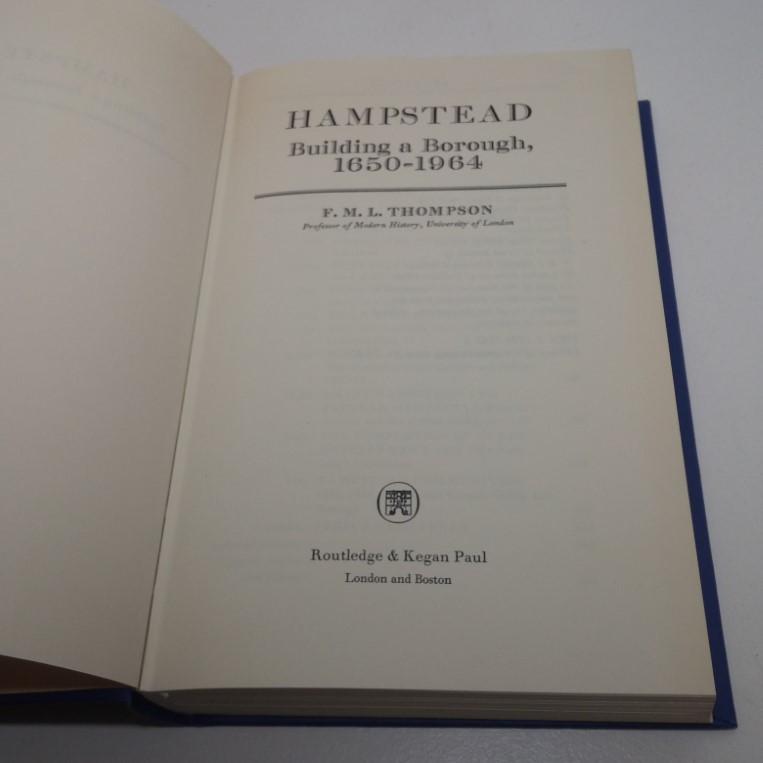 HAMPSTEAD
Building a Borough,
1650-1964
F. M. L. THOMPSON
Professor of Modern History, University of London
Routledge & Kegan Paul
London and Boston